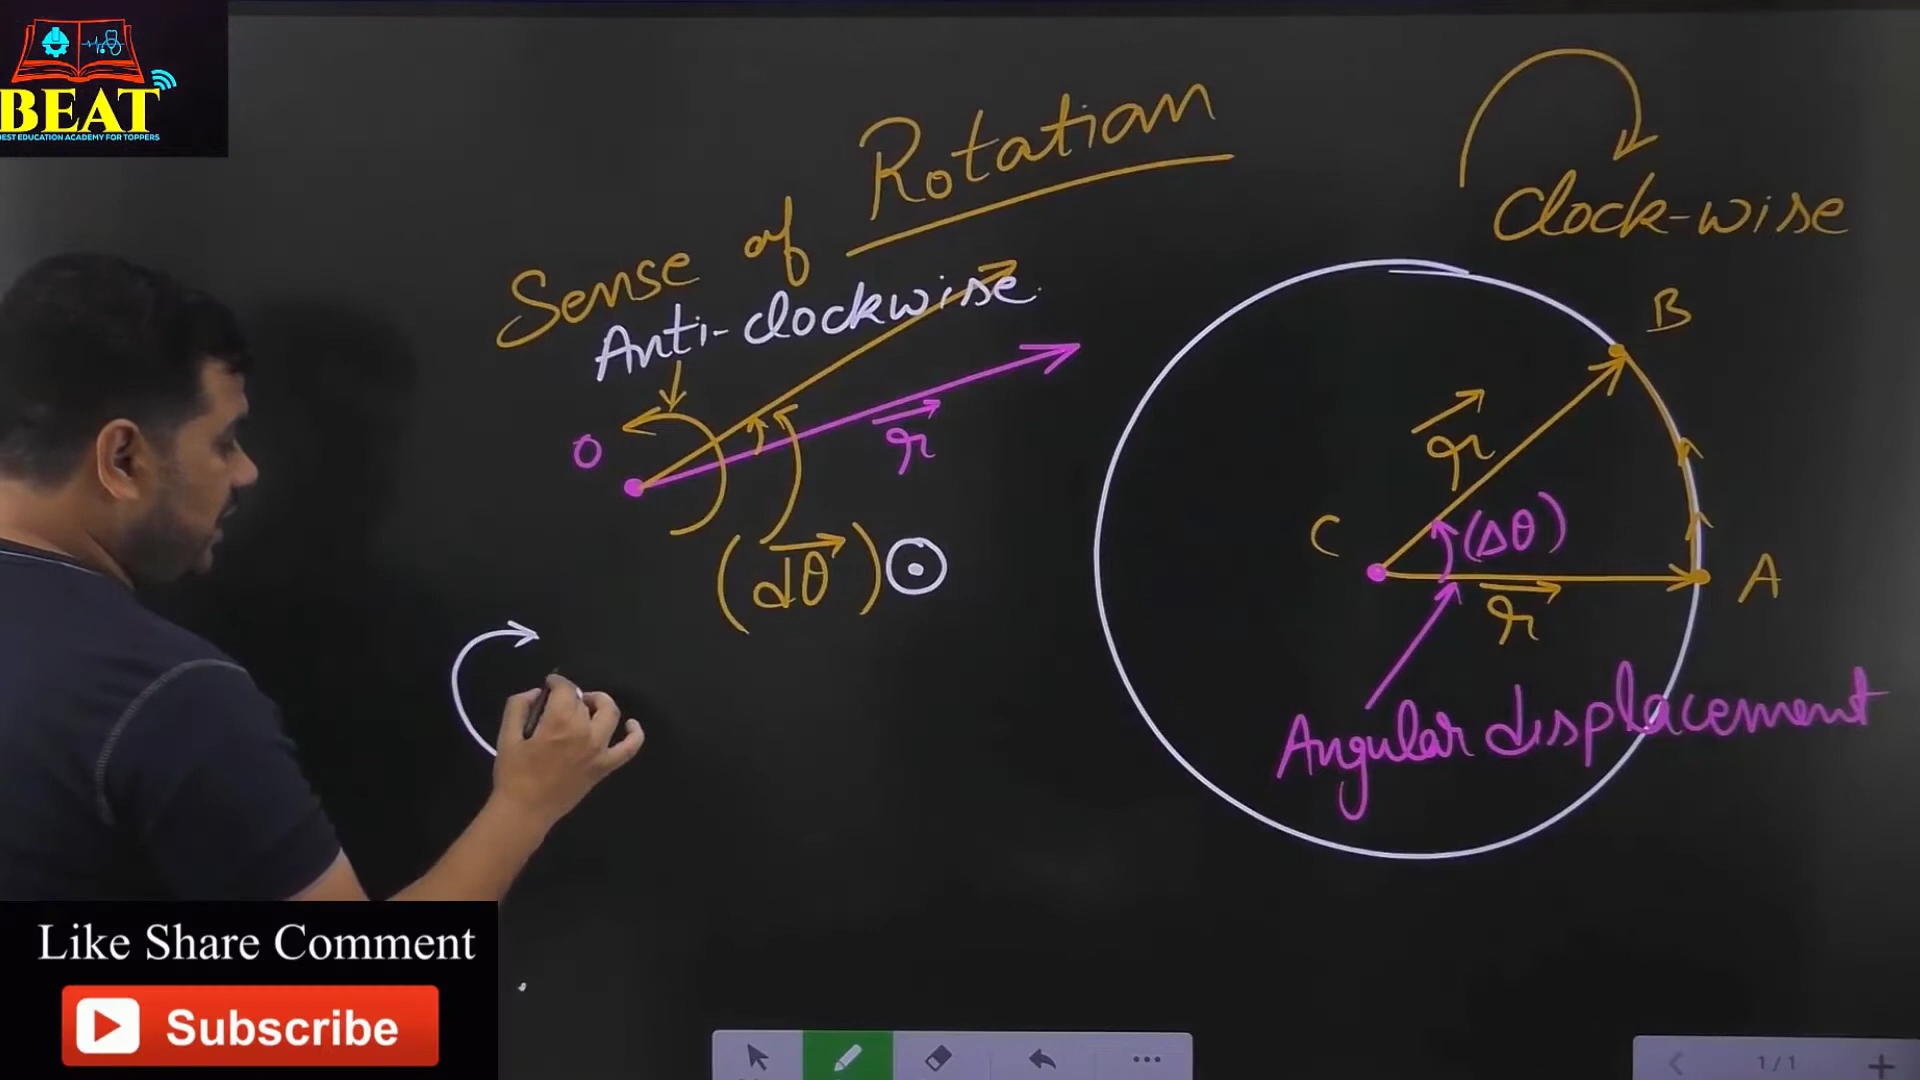 BEAT
BEST EDUCATION ACADEMY FOR TOPPERS
Sense of Rotation
Clock-wise
Anti-clockwise
B
O
r
r
C
(Δθ)
A
(dθ)
r
Angular displacement
Like Share Comment
Subscribe
1/1